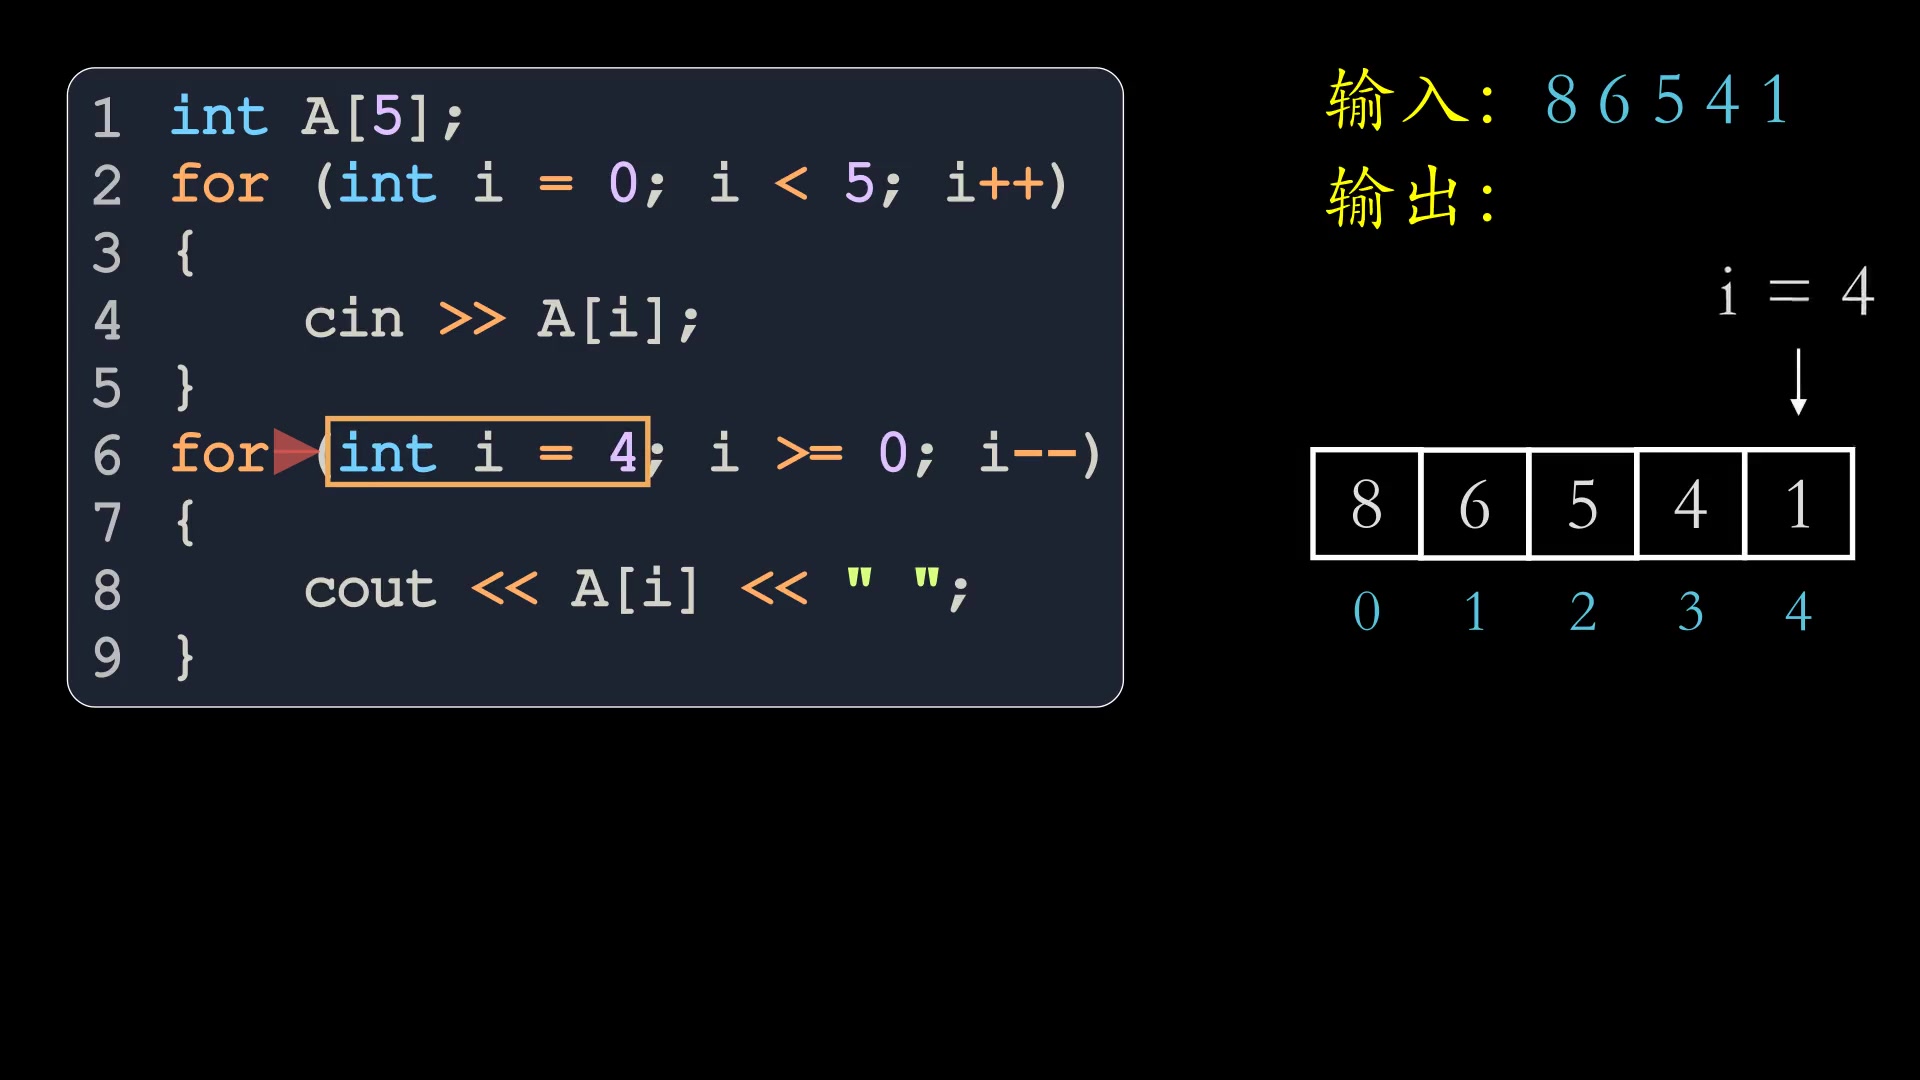 1 int A[5];
2 for (int i = 0; i < 5; i++)
3 {
4     cin >> A[i];
5 }
6 for (int i = 4; i >= 0; i--)
7 {
8     cout << A[i] << " ";
9 }
输入: 8 6 5 4 1
输出:
i = 4
8 6 5 4 1
0 1 2 3 4